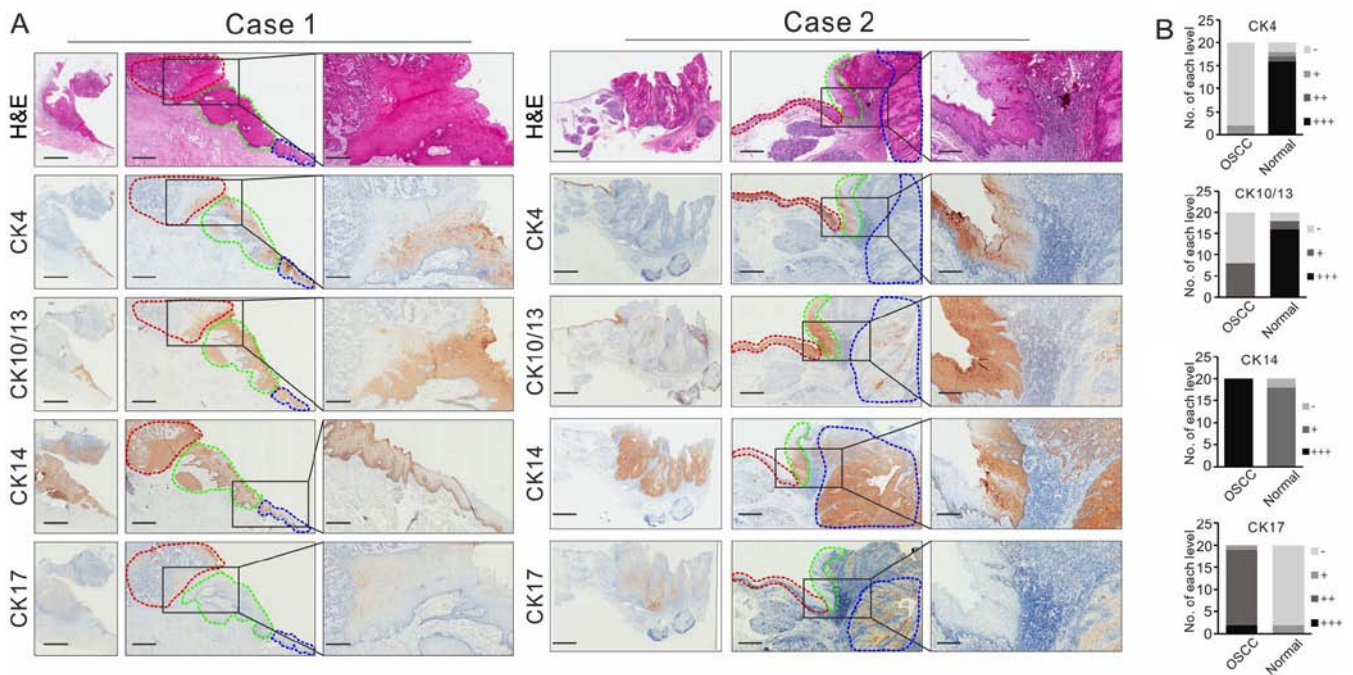 A
Case 1
Case 2
H&E
CK4
CK10/13
CK14
CK17
H&E
CK4
CK10/13
CK14
CK17
B
CK4
No. of each level
25
20
15
10
5
0
-
+
++
+++
OSCC
Normal
CK10/13
No. of each level
25
20
15
10
5
0
-
+
+++
OSCC
Normal
CK14
No. of each level
25
20
15
10
5
0
-
+
+++
OSCC
Normal
CK17
No. of each level
25
20
15
10
5
0
-
+
++
+++
OSCC
Normal